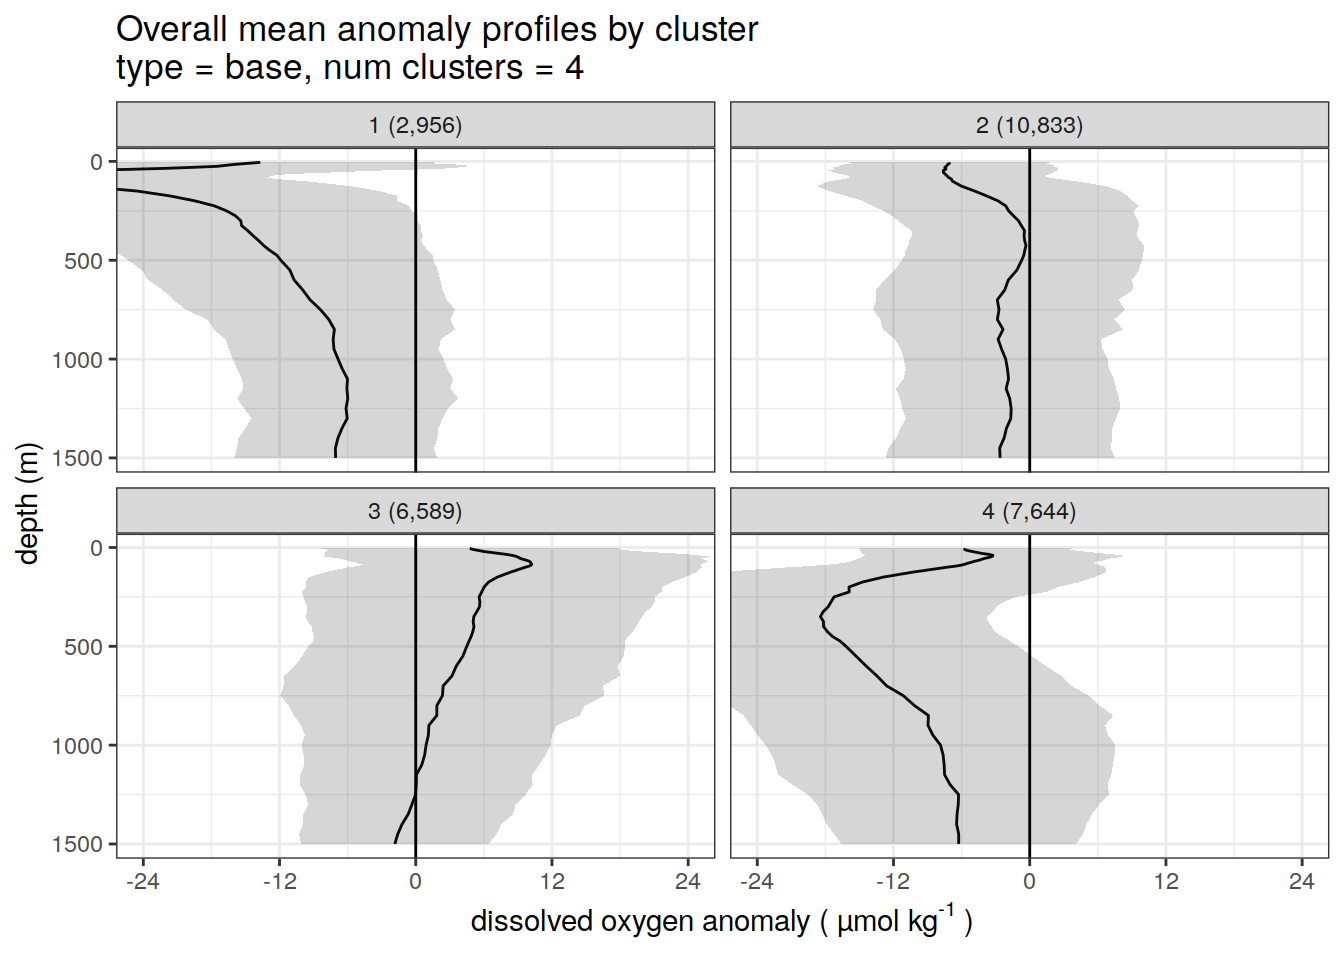 Overall mean anomaly profiles by cluster
type = base, num clusters = 4
1 (2,956)
2 (10,833)
0
500
1000
1500
3 (6,589)
4 (7,644)
0
500
1000
1500
-24 -12 0 12 24
-24 -12 0 12 24
depth (m)
dissolved oxygen anomaly ( µmol kg⁻¹ )